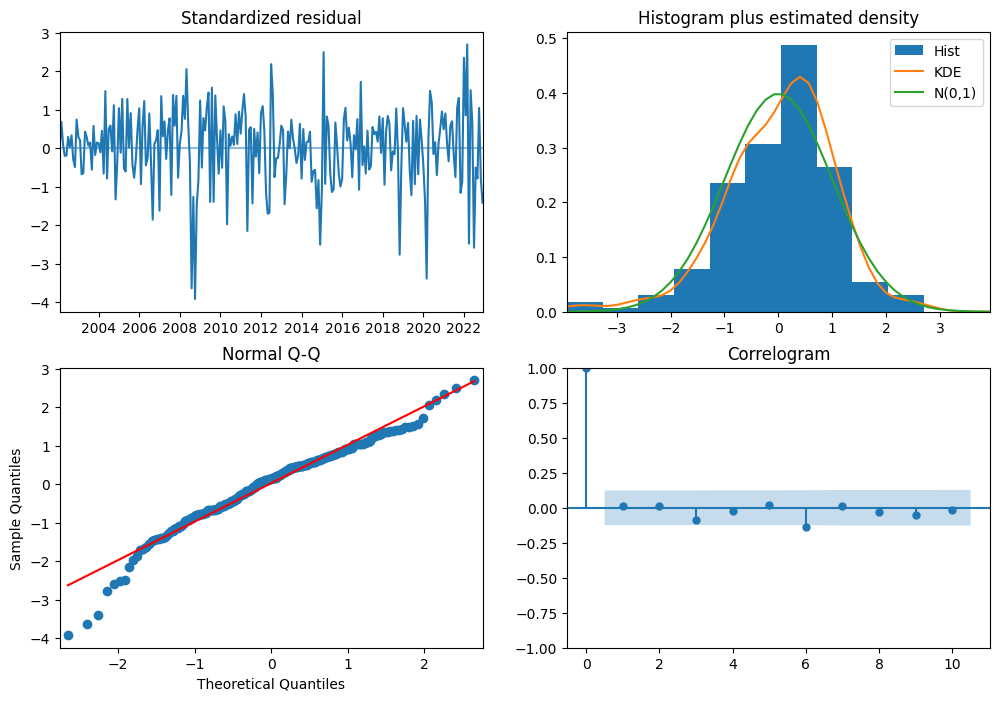 Standardized residual
3
2
1
0
−1
−2
−3
−4
2004 2006 2008 2010 2012 2014 2016 2018 2020 2022
Histogram plus estimated density
0.5
0.4
0.3
0.2
0.1
0.0
Hist
KDE
N(0,1)
−3 −2 −1 0 1 2 3
Normal Q-Q
Sample Quantiles
3
2
1
0
−1
−2
−3
−4
−2 −1 0 1 2
Theoretical Quantiles
Correlogram
1.00
0.75
0.50
0.25
0.00
−0.25
−0.50
−0.75
−1.00
0 2 4 6 8 10